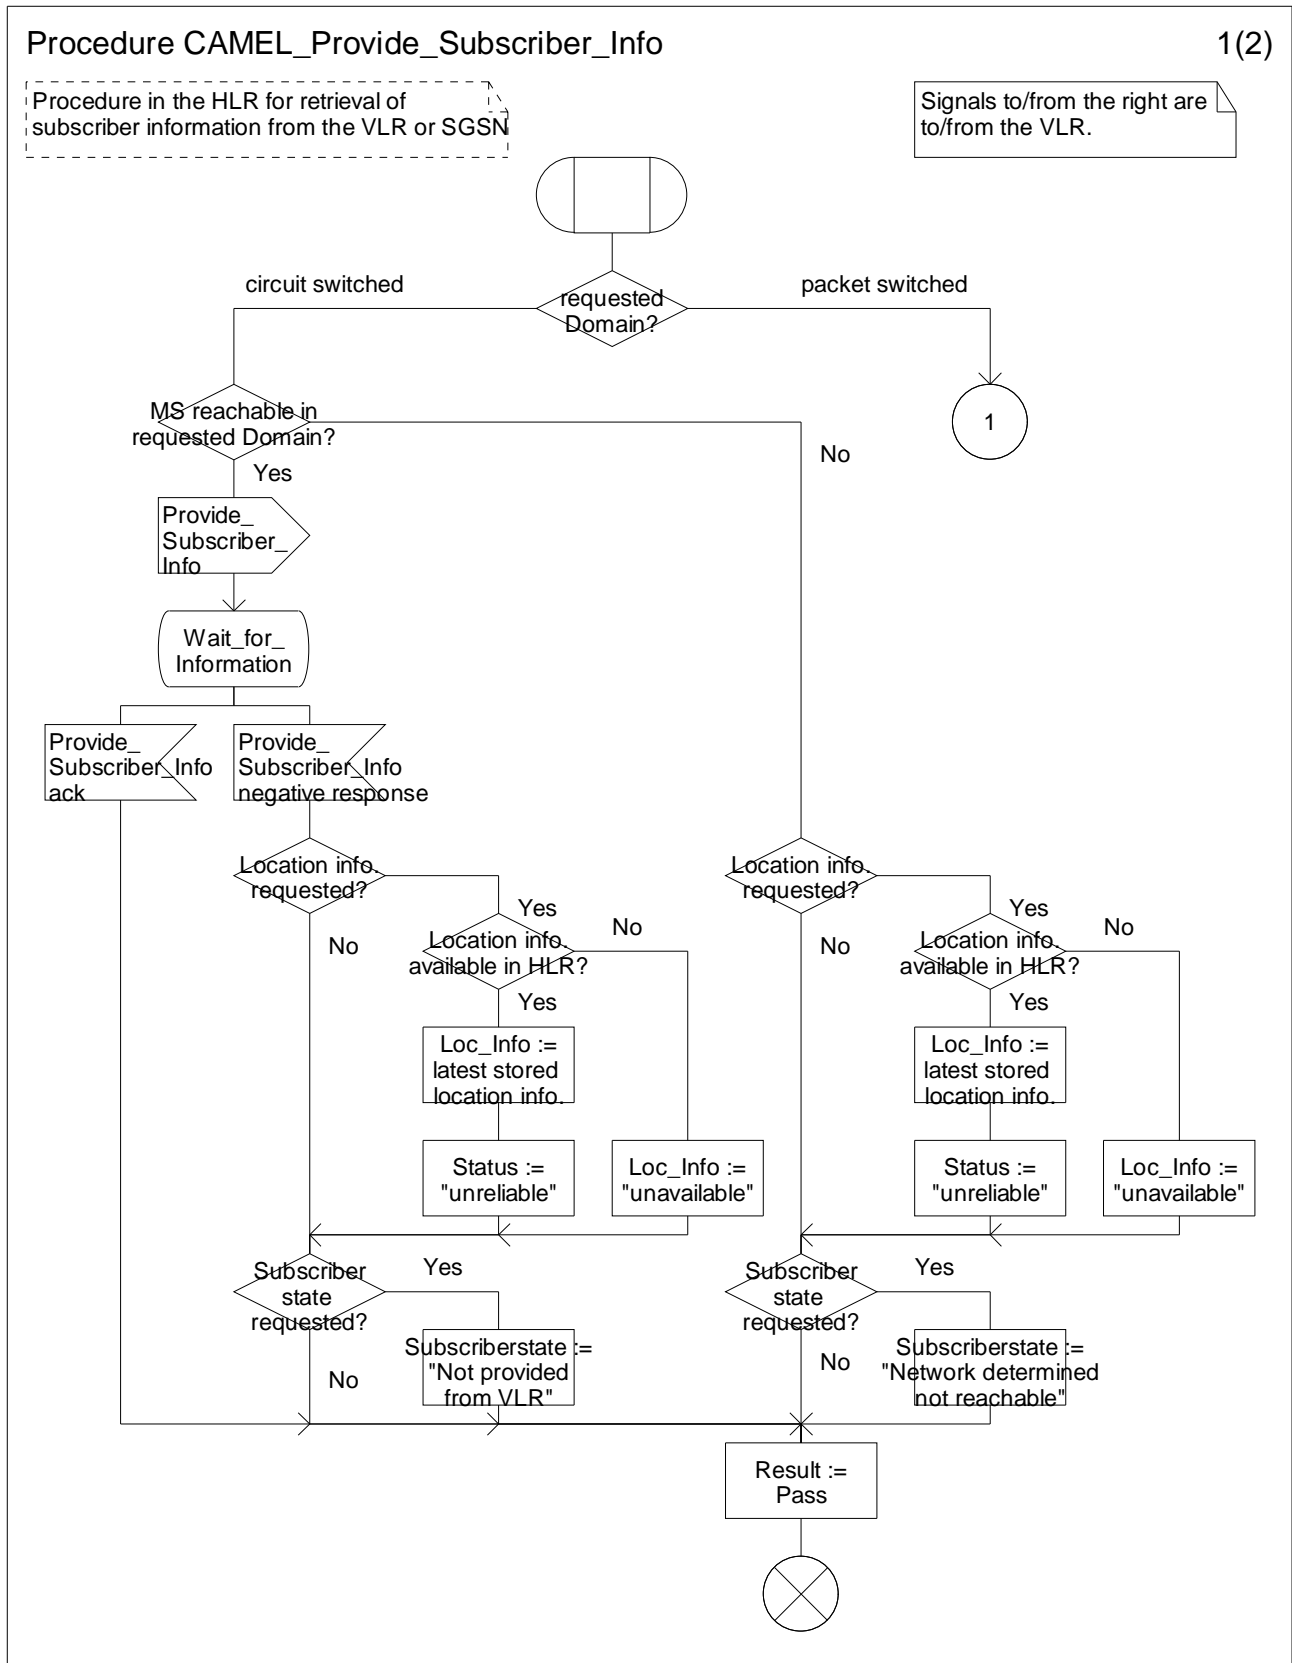 Procedure CAMEL_Provide_Subscriber_Info
1(2)
Procedure in the HLR for retrieval of
subscriber information from the VLR or SGSN
Signals to/from the right are
to/from the VLR.
circuit switched
requested
Domain?
packet switched
MS reachable in
requested Domain?
1
No
Yes
Provide_
Subscriber_
Info
Wait_for_
Information
Provide_
Subscriber_Info
ack
Provide_
Subscriber_Info
negative response
Location info.
requested?
Yes
No
Location info.
available in HLR?
No
Yes
Loc_Info :=
latest stored
location info.
Status :=
"unreliable"
Loc_Info :=
"unavailable"
Location info.
requested?
Yes
No
Location info.
available in HLR?
No
Yes
Loc_Info :=
latest stored
location info.
Status :=
"unreliable"
Loc_Info :=
"unavailable"
Subscriber
state
requested?
Yes
No
Subscriberstate :=
"Not provided
from VLR"
Subscriber
state
requested?
Yes
No
Subscriberstate :=
"Network determined
not reachable"
Result :=
Pass